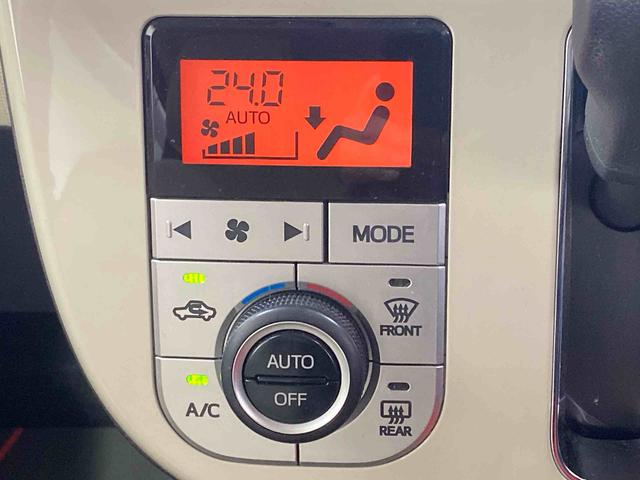 24.0
AUTO
MODE
FRONT
AUTO
OFF
A/C
REAR